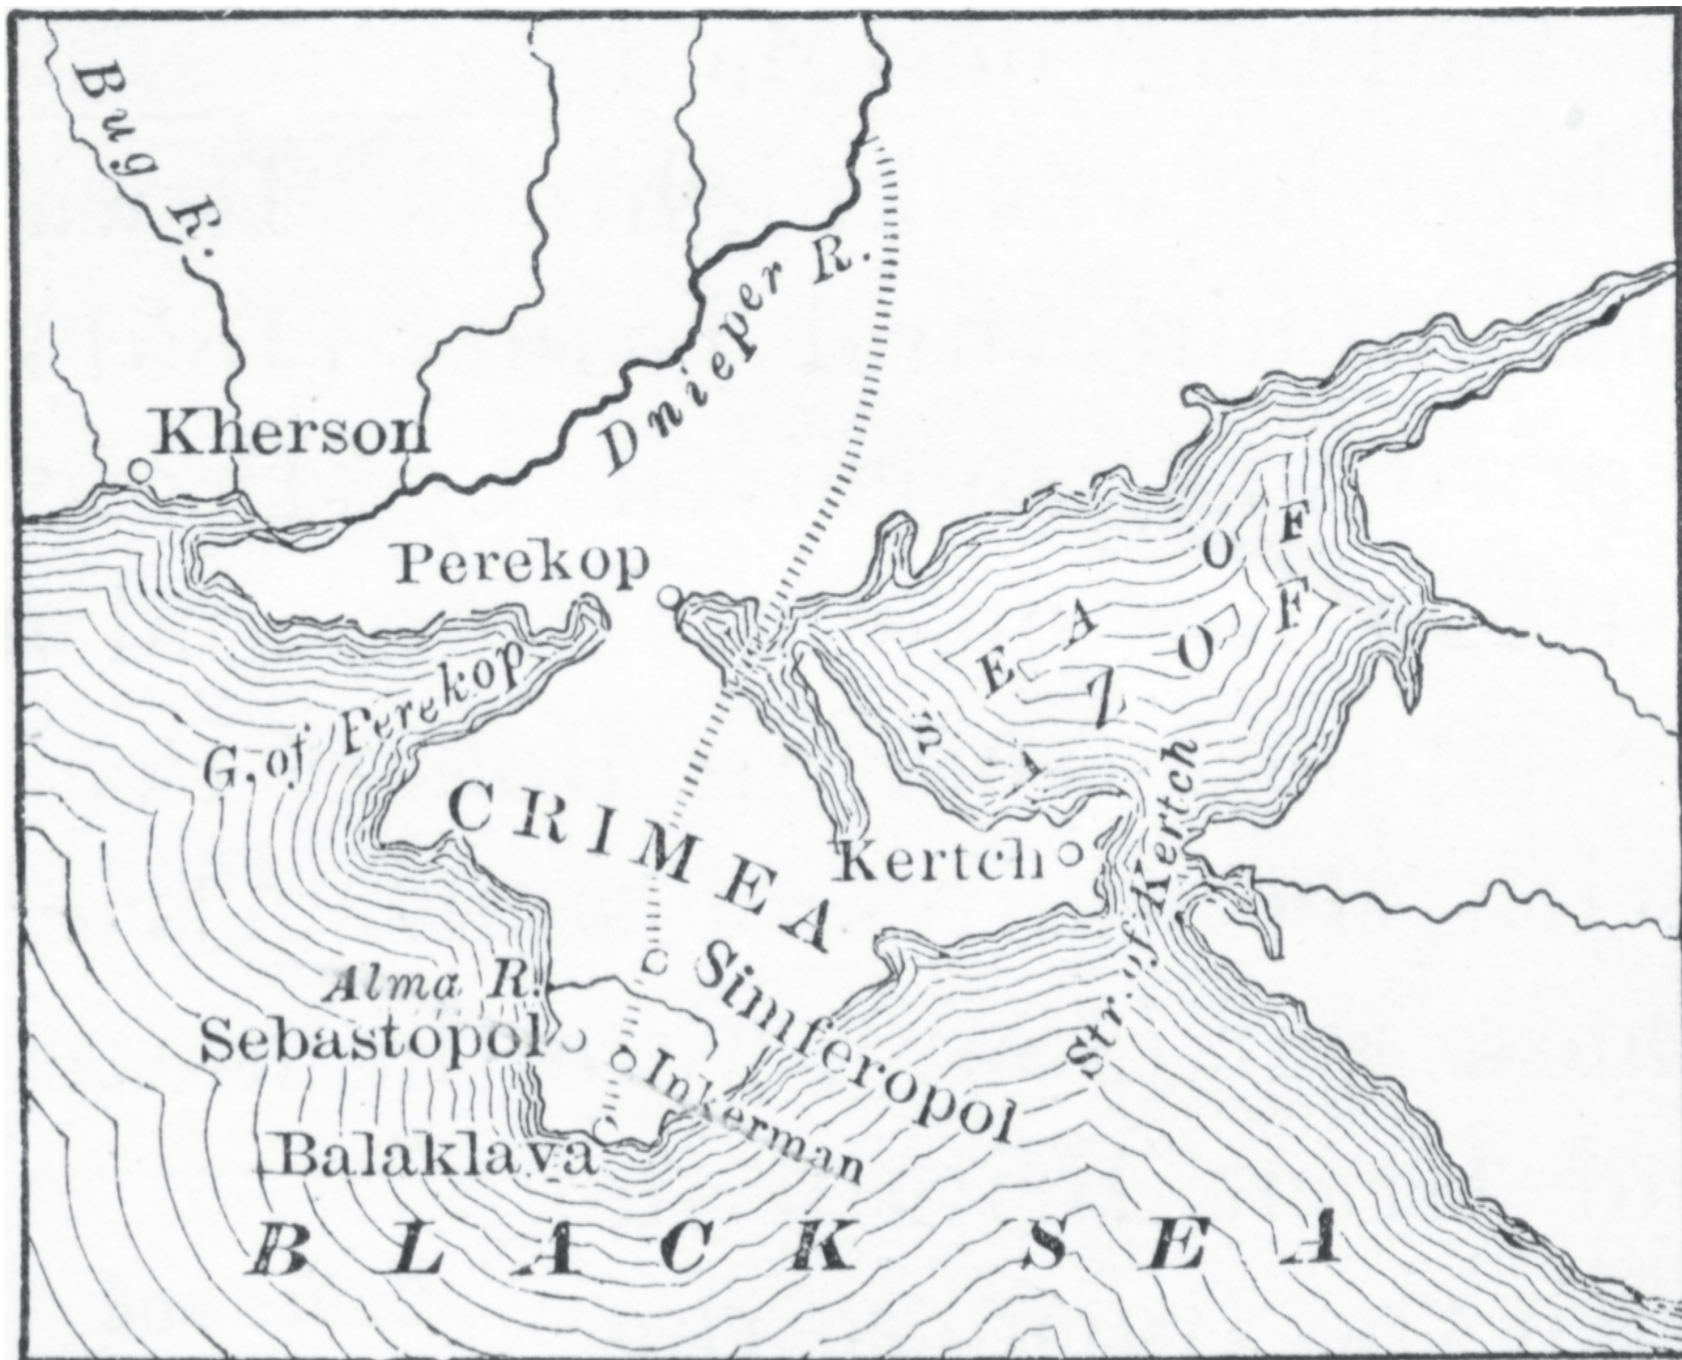 Bug R.
Dnieper R.
Kherson
Perekop
SEA OF
AZOF
G. of Perekop
CRIMEA
Kertch
Str. of Kertch
Alma R.
Simferopol
Sebastopol
Inkerman
Balaklava
BLACK SEA